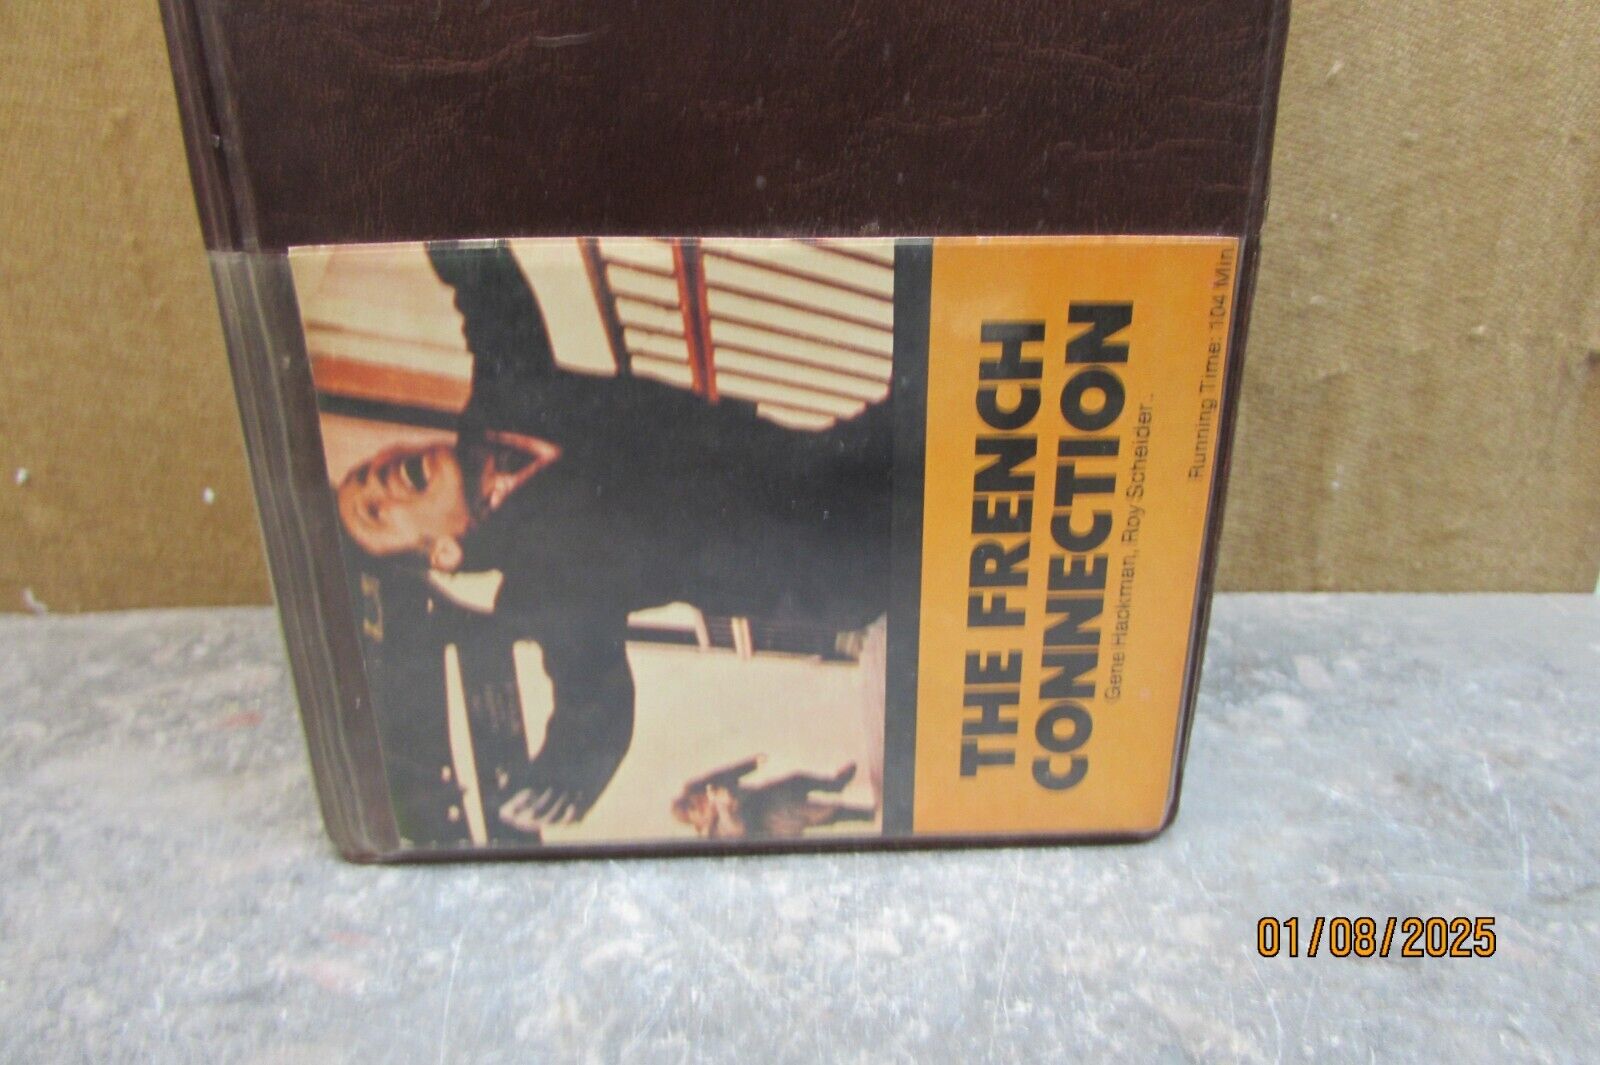 THE FRENCH
CONNECTION
Gene Hackman, Roy Scheider..
Running Time: 104 Min
01/08/2025